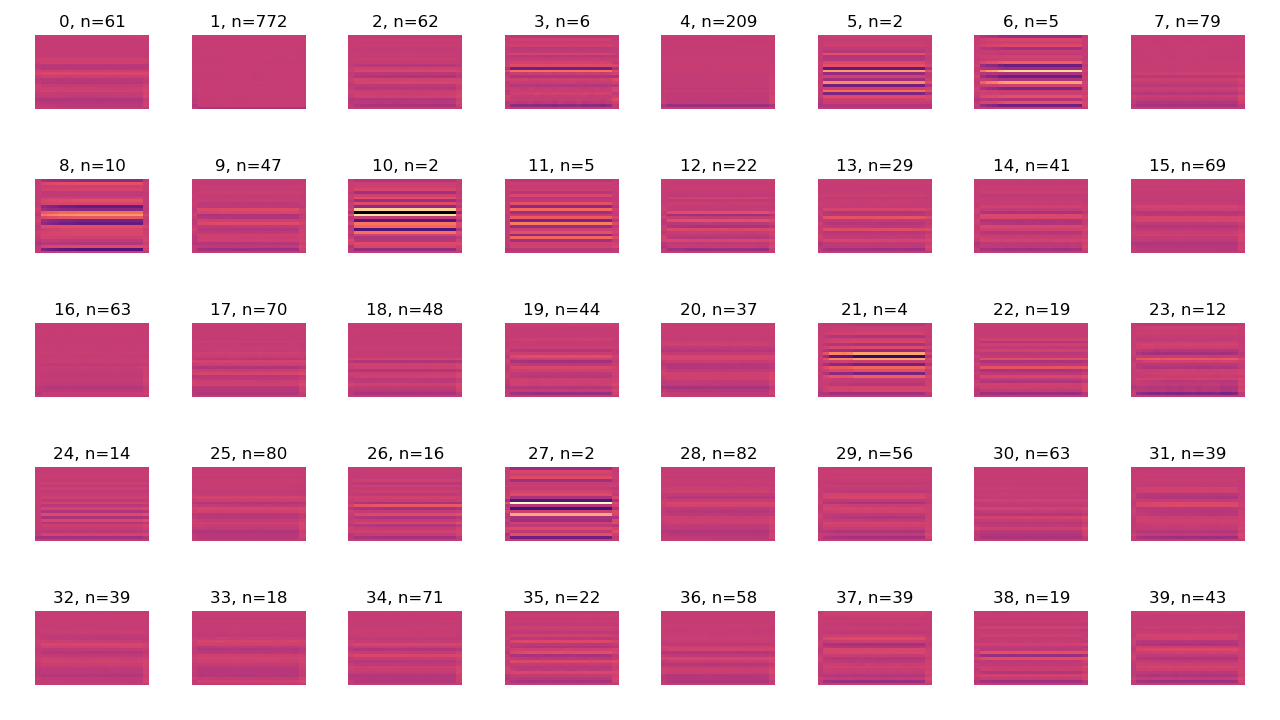 0, n=61 1, n=772 2, n=62 3, n=6 4, n=209 5, n=2 6, n=5 7, n=79
8, n=10 9, n=47 10, n=2 11, n=5 12, n=22 13, n=29 14, n=41 15, n=69
16, n=63 17, n=70 18, n=48 19, n=44 20, n=37 21, n=4 22, n=19 23, n=12
24, n=14 25, n=80 26, n=16 27, n=2 28, n=82 29, n=56 30, n=63 31, n=39
32, n=39 33, n=18 34, n=71 35, n=22 36, n=58 37, n=39 38, n=19 39, n=43